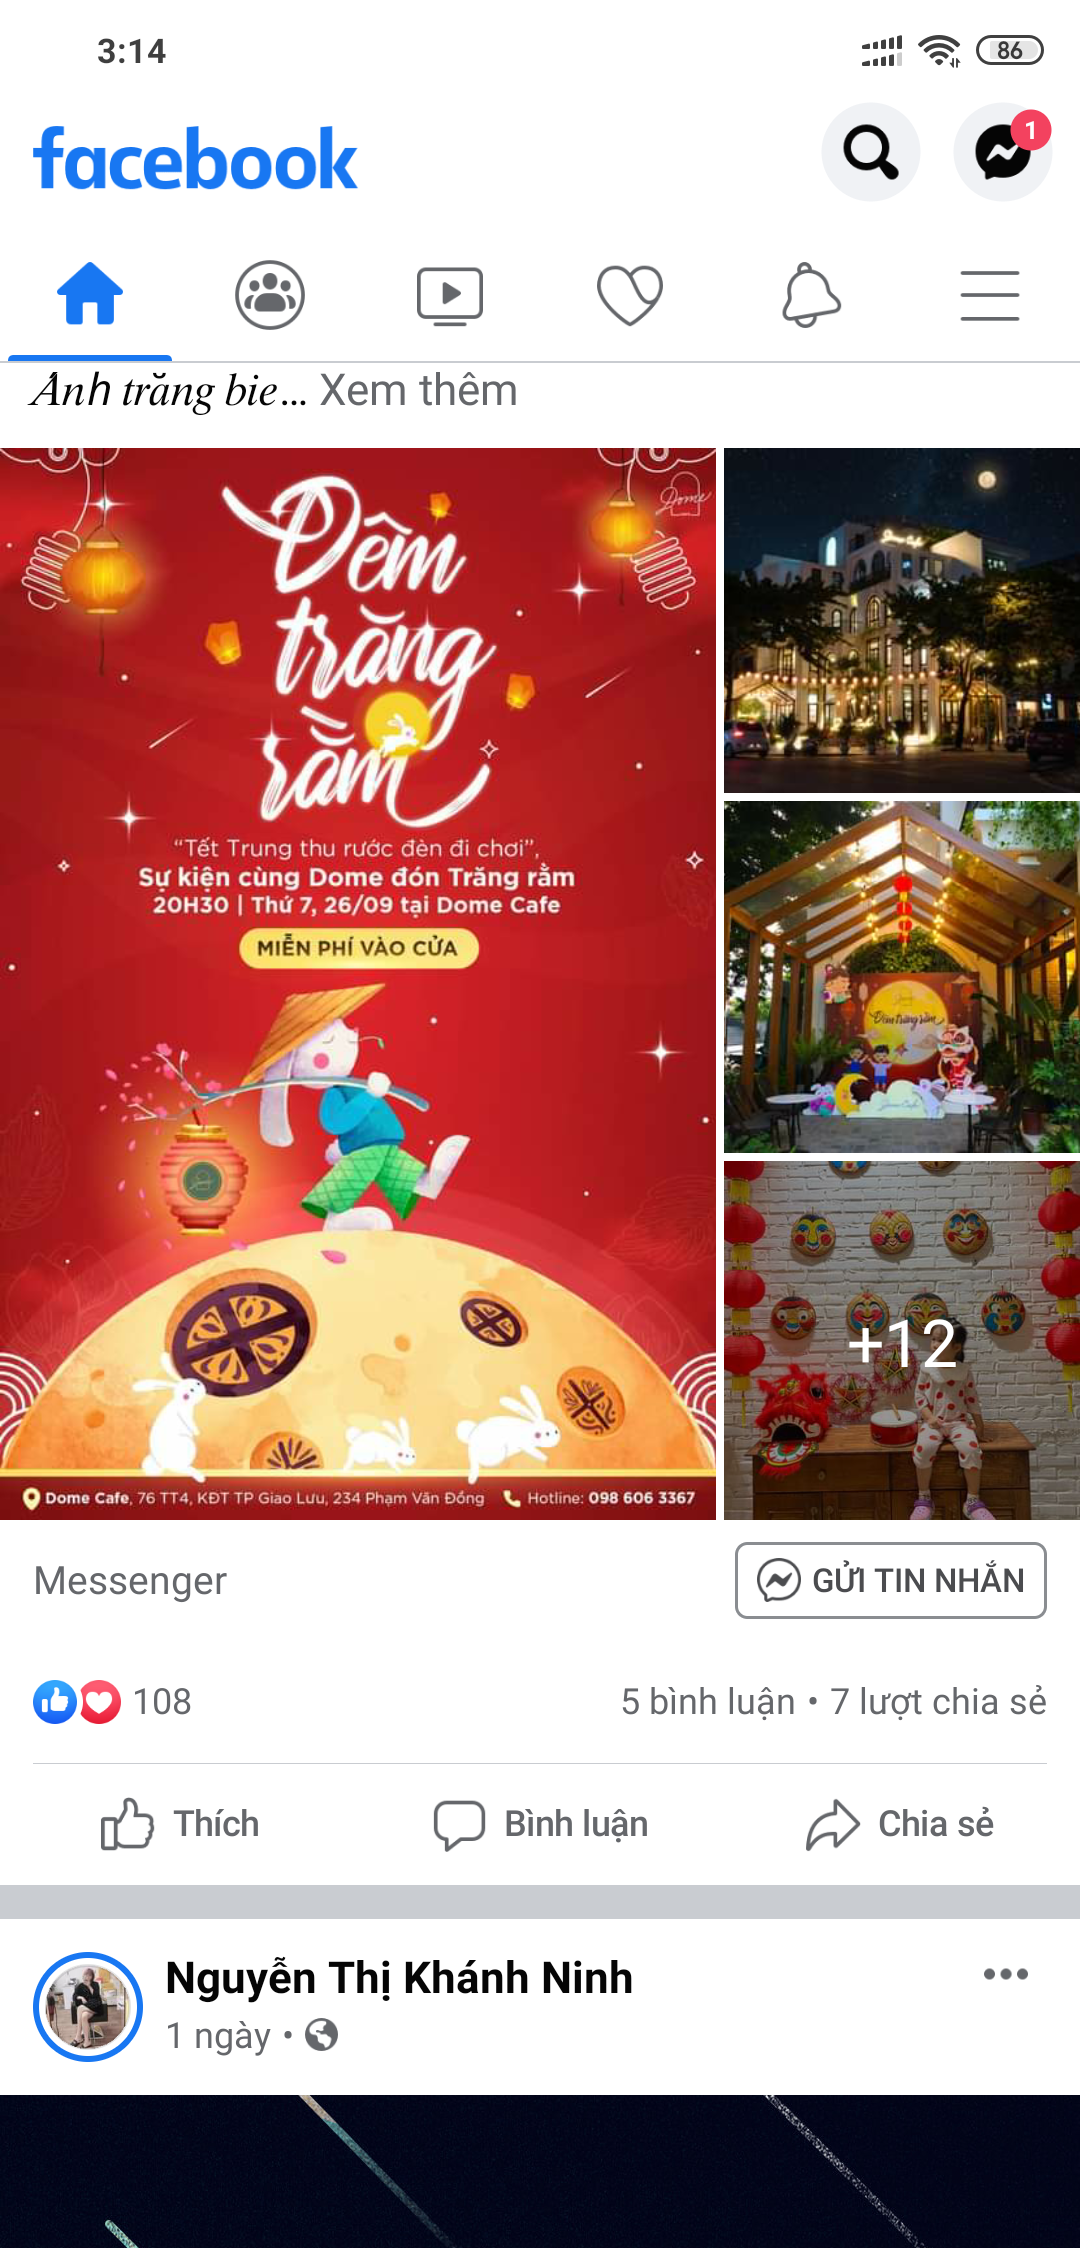 3:14
86
facebook
1
Ánh trăng bie... Xem thêm
Dome
Đêm
trăng
rằm
“Tết Trung thu rước đèn đi chơi”,
Sự kiện cùng Dome đón Trăng rằm
20H30 | Thứ 7, 26/09 tại Dome Cafe
MIỄN PHÍ VÀO CỬA
Dome Cafe, 76 TT4, KĐT TP Giao Lưu, 234 Phạm Văn Đồng Hotline: 098 606 3367
Dome Cafe
Đêm trăng rằm
Dome Cafe
+12
Messenger
GỬI TIN NHẮN
108
5 bình luận • 7 lượt chia sẻ
Thích
Bình luận
Chia sẻ
Nguyễn Thị Khánh Ninh
1 ngày •